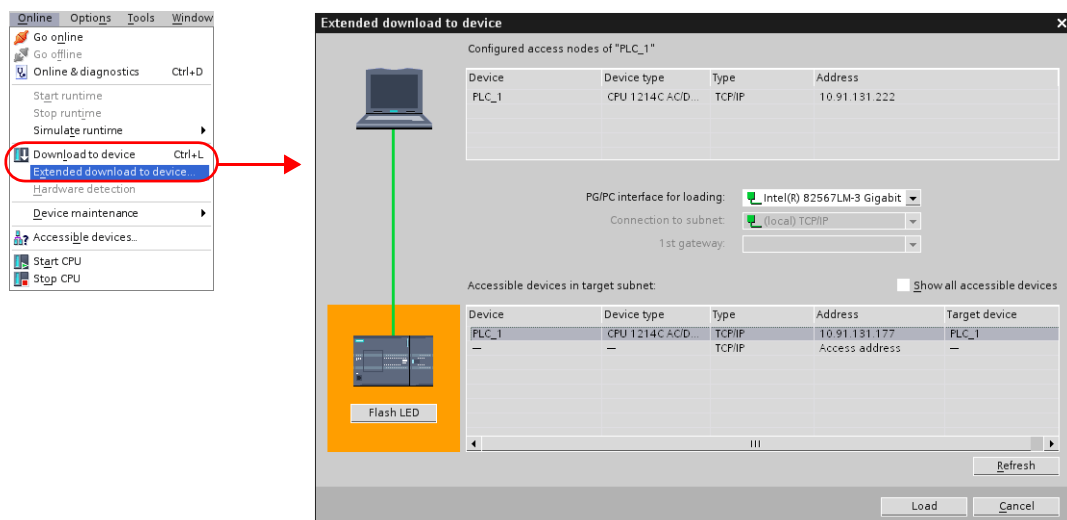 Online Options Tools Window
Go online
Go offline
Online & diagnostics Ctrl+D
Start runtime
Stop runtime
Simulate runtime
Download to device Ctrl+L
Extended download to device...
Hardware detection
Device maintenance
Accessible devices...
Start CPU
Stop CPU
Extended download to device
Configured access nodes of "PLC_1"
Device Device type Type Address
PLC_1 CPU 1214C AC/D... TCP/IP 10.91.131.222
PG/PC interface for loading: Intel(R) 82567LM-3 Gigabit
Connection to subnet: (local) TCP/IP
1st gateway:
Accessible devices in target subnet: Show all accessible devices
Device Device type Type Address Target device
PLC_1 CPU 1214C AC/D... TCP/IP 10.91.131.177 PLC_1
— — TCP/IP Access address —
Flash LED
Refresh
Load Cancel